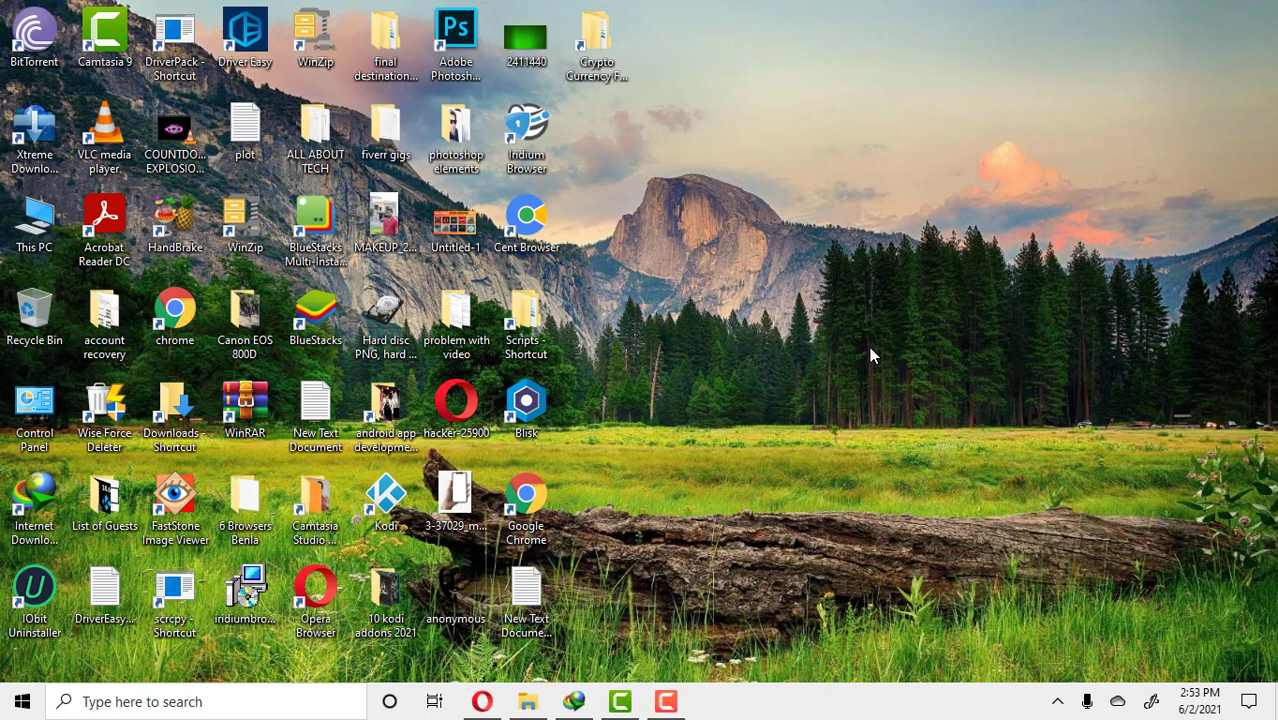 BitTorrent
Camtasia 9
DriverPack -
Shortcut
Driver Easy
WinZip
final
destination...
Ps
Adobe
Photosh...
2411440
Crypto
Currency F...
Xtreme
Downlo...
VLC media
player
COUNTDO...
EXPLOSIO...
plot
ALL ABOUT
TECH
fiverr gigs
photoshop
elements
Iridium
Browser
This PC
Acrobat
Reader DC
HandBrake
WinZip
BlueStacks
Multi-Insta...
MAKEUP_2...
Untitled-1
Cent Browser
Recycle Bin
account
recovery
chrome
Canon EOS
800D
BlueStacks
Hard disc
PNG, hard ...
problem with
video
Scripts -
Shortcut
Control
Panel
Wise Force
Deleter
Downloads -
Shortcut
WinRAR
New Text
Document
android app
developme...
hacker-25900
Blisk
Internet
Downlo...
List of Guests
FastStone
Image Viewer
6 Browsers
Benla
Camtasia
Studio ...
Kodi
3-37029_m...
Google
Chrome
IObit
Uninstaller
DriverEasy...
scrcpy -
Shortcut
iridiumbro...
Opera
Browser
10 kodi
addons 2021
anonymous
New Text
Docume...
Type here to search
2:53 PM
6/2/2021